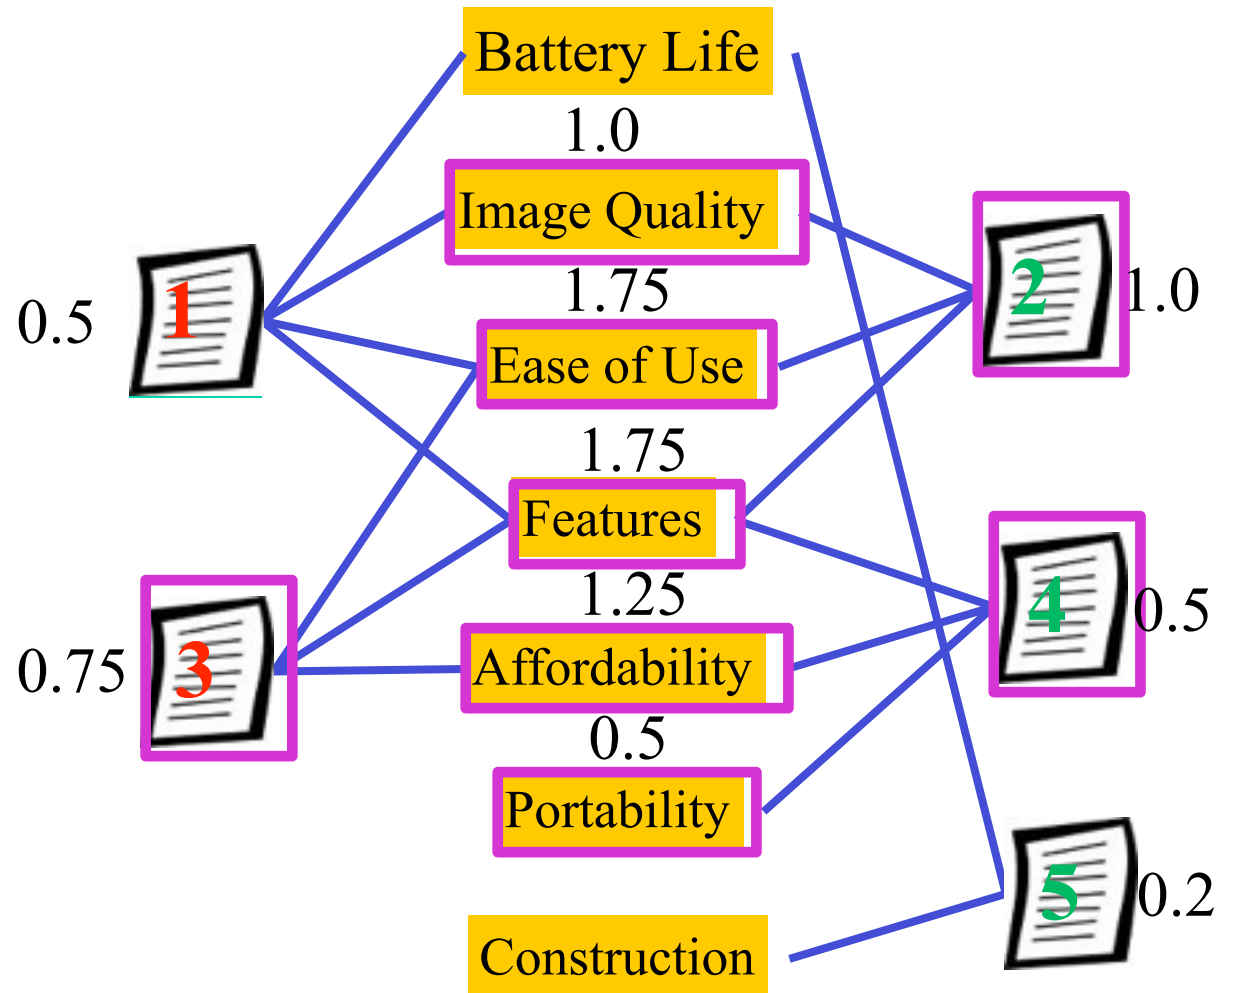 Battery Life
1.0
Image Quality
1.75
Ease of Use
1.75
Features
1.25
Affordability
0.5
Portability
Construction
0.5
1
0.75
3
2
1.0
4
0.5
5
0.2